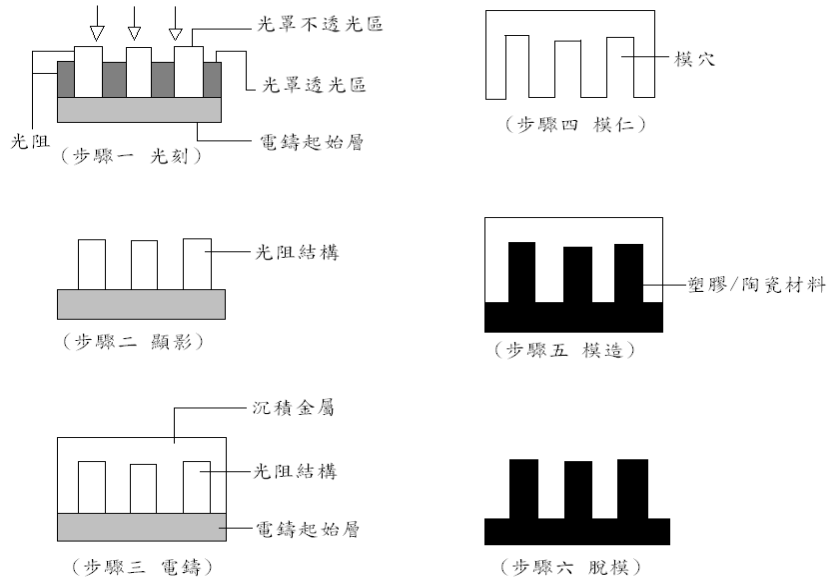 光罩不透光區
光罩透光區
光阻
電鑄起始層
（步驟一 光刻）
光阻結構
（步驟二 顯影）
沉積金屬
光阻結構
電鑄起始層
（步驟三 電鑄）
模穴
（步驟四 模仁）
塑膠/陶瓷材料
（步驟五 模造）
（步驟六 脫模）